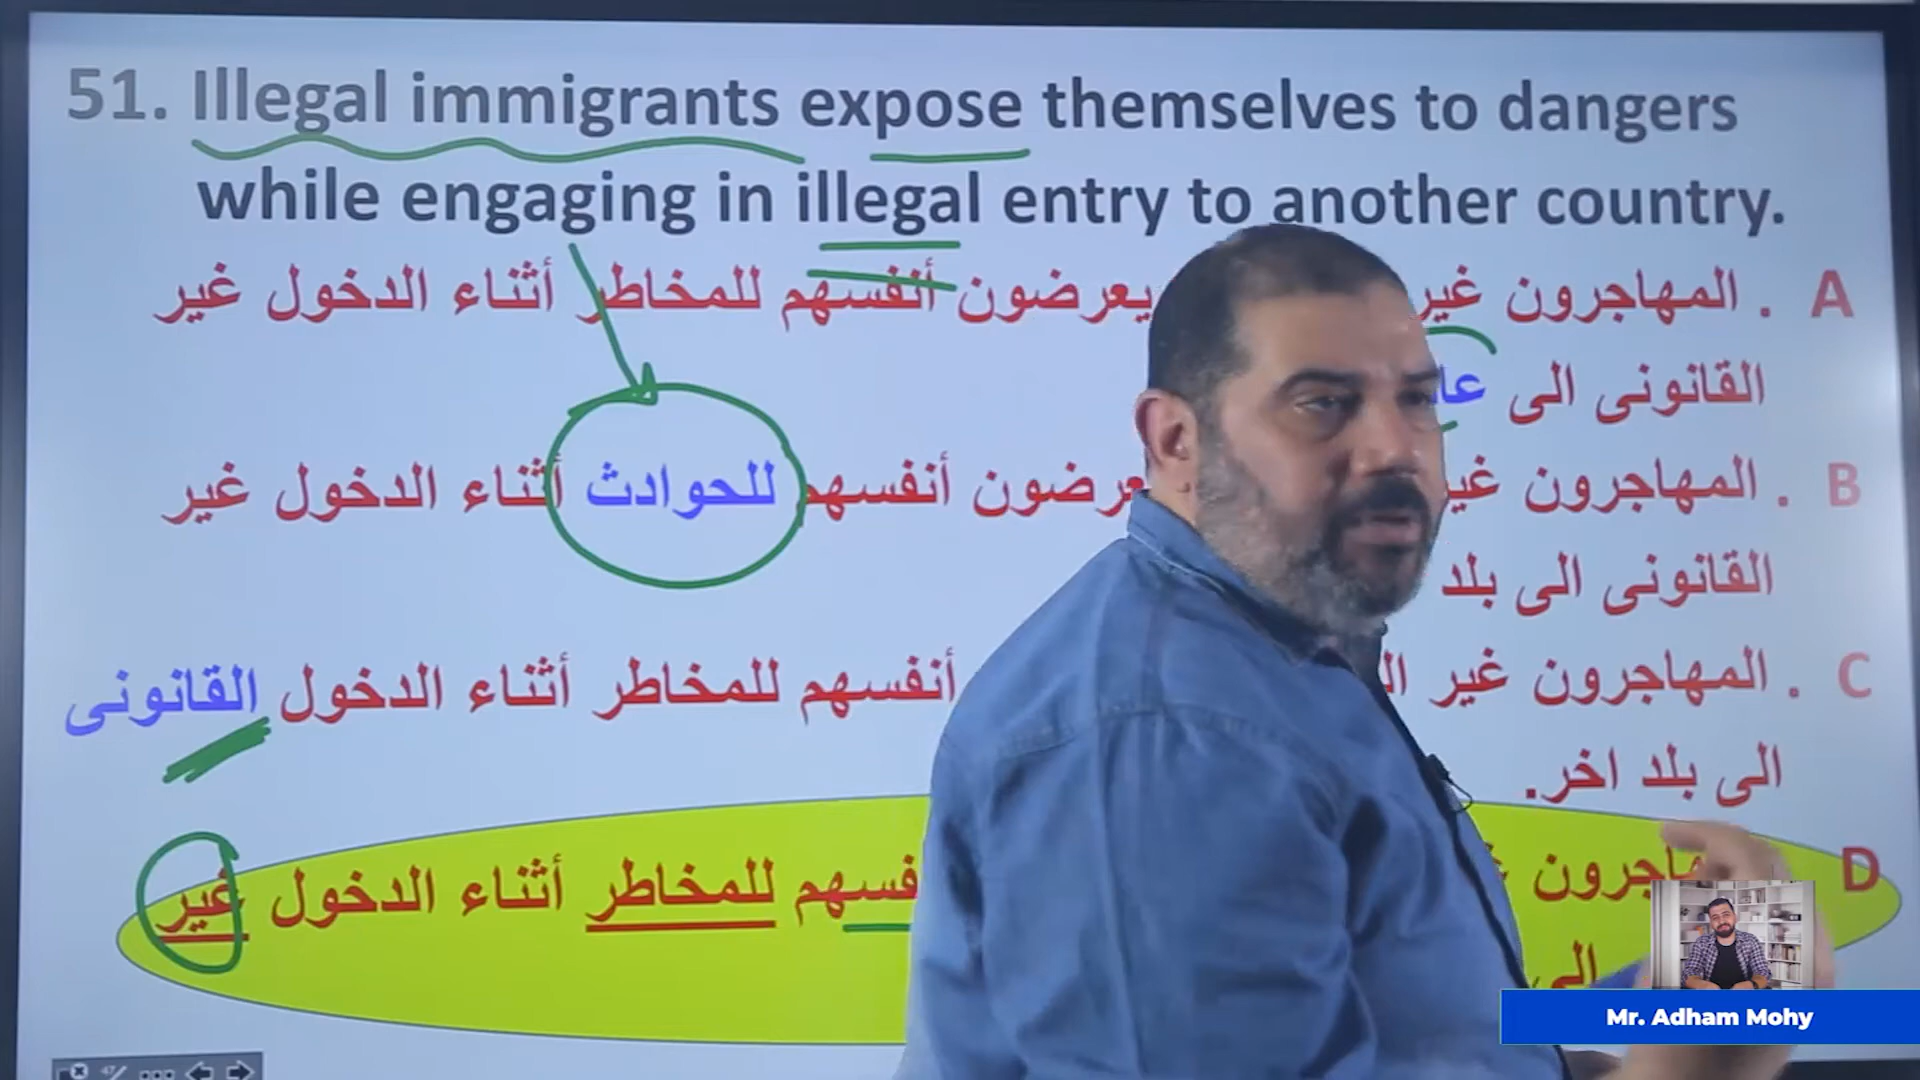 51. Illegal immigrants expose themselves to dangers
while engaging in illegal entry to another country.
A . المهاجرون غير يعرضون أنفسهم للمخاطر أثناء الدخول غير
القانونى الى
B . المهاجرون غير أنفسهم للحوادث أثناء الدخول غير
القانونى الى بلد
C . المهاجرون غير أنفسهم للمخاطر أثناء الدخول القانونى
الى بلد اخر.
D للمخاطر أثناء الدخول غير
الى
Mr. Adham Mohy